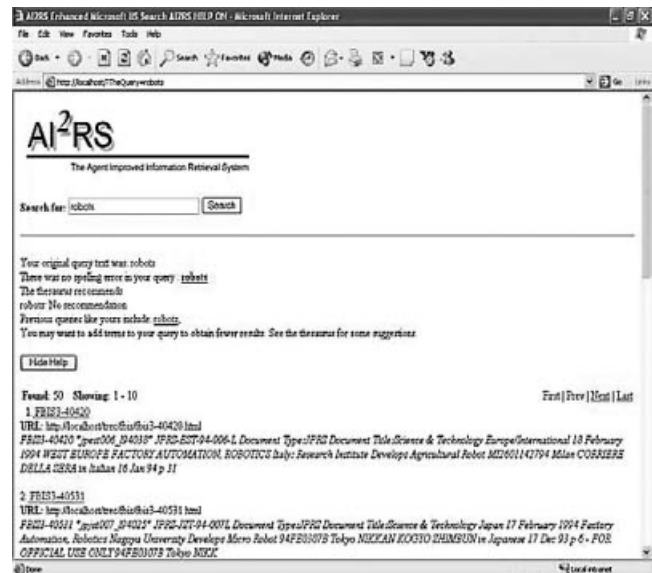 AI2RS Enhanced Microsoft IIS Search AI2RS HELP ON - Microsoft Internet Explorer
File Edit View Favorites Tools Help
Back Search Favorites Media
Address http://localhost/?TheQuery=robots Go Links
AI²RS
The Agent Improved Information Retrieval System
Search for: robots Search
Your original query text was: robots
There was no spelling error in your query. robots
The thesaurus recommends
robots: No recommendation
Previous queries like yours include: robots,
You may want to add terms to your query to obtain fewer results. See the thesaurus for some suggestions.
Hide Help
Found: 50 Showing: 1 - 10 First | Prev | Next | Last
1. FBIS3-40420
URL: http://localhost/trec/fbis/fbis3-40420.html
FBIS3-40420 JPRS-EST-94-006-L Document Type:JPRS Document Title:Science & Technology Europe/International 18 February
1994 WEST EUROPE FACTORY AUTOMATION, ROBOTICS Italy: Research Institute Develops Agricultural Robot MI2601142794 Milan CORRIERE
DELLA SERA in Italian 16 Jan 94 p 31
2. FBIS3-40531
URL: http://localhost/trec/fbis/fbis3-40531.html
FBIS3-40531 JPRS-JST-94-007L Document Type:JPRS Document Title:Science & Technology Japan 17 February 1994 Factory
Automation, Robotics Nagoya University Develops Micro Robot 94FE0307B Tokyo NIKKAN KOGYO SHIMBUN in Japanese 17 Dec 93 p 6 - FOR
OFFICIAL USE ONLY 94FE0307B Tokyo NIKK
Done Local intranet